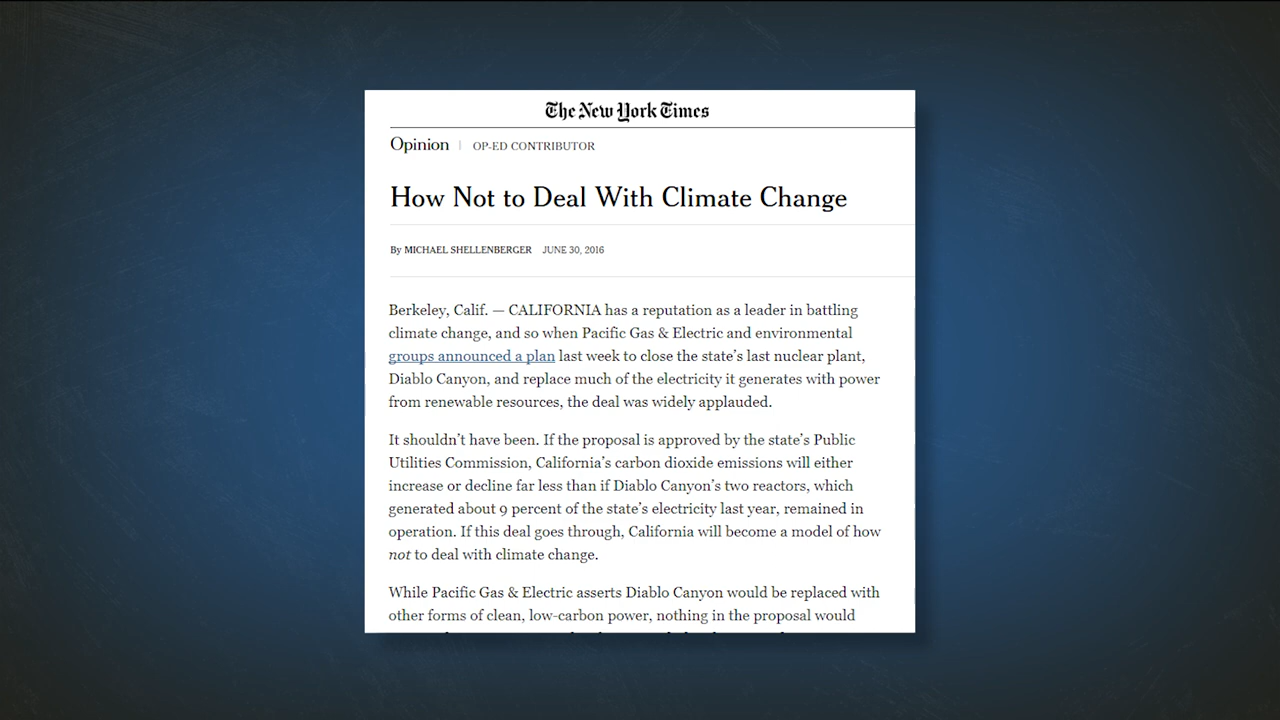 The New York Times
Opinion | OP-ED CONTRIBUTOR
How Not to Deal With Climate Change
By MICHAEL SHELLENBERGER JUNE 30, 2016
Berkeley, Calif. — CALIFORNIA has a reputation as a leader in battling
climate change, and so when Pacific Gas & Electric and environmental
groups announced a plan last week to close the state’s last nuclear plant,
Diablo Canyon, and replace much of the electricity it generates with power
from renewable resources, the deal was widely applauded.
It shouldn’t have been. If the proposal is approved by the state’s Public
Utilities Commission, California’s carbon dioxide emissions will either
increase or decline far less than if Diablo Canyon’s two reactors, which
generated about 9 percent of the state’s electricity last year, remained in
operation. If this deal goes through, California will become a model of how
not to deal with climate change.
While Pacific Gas & Electric asserts Diablo Canyon would be replaced with
other forms of clean, low-carbon power, nothing in the proposal would